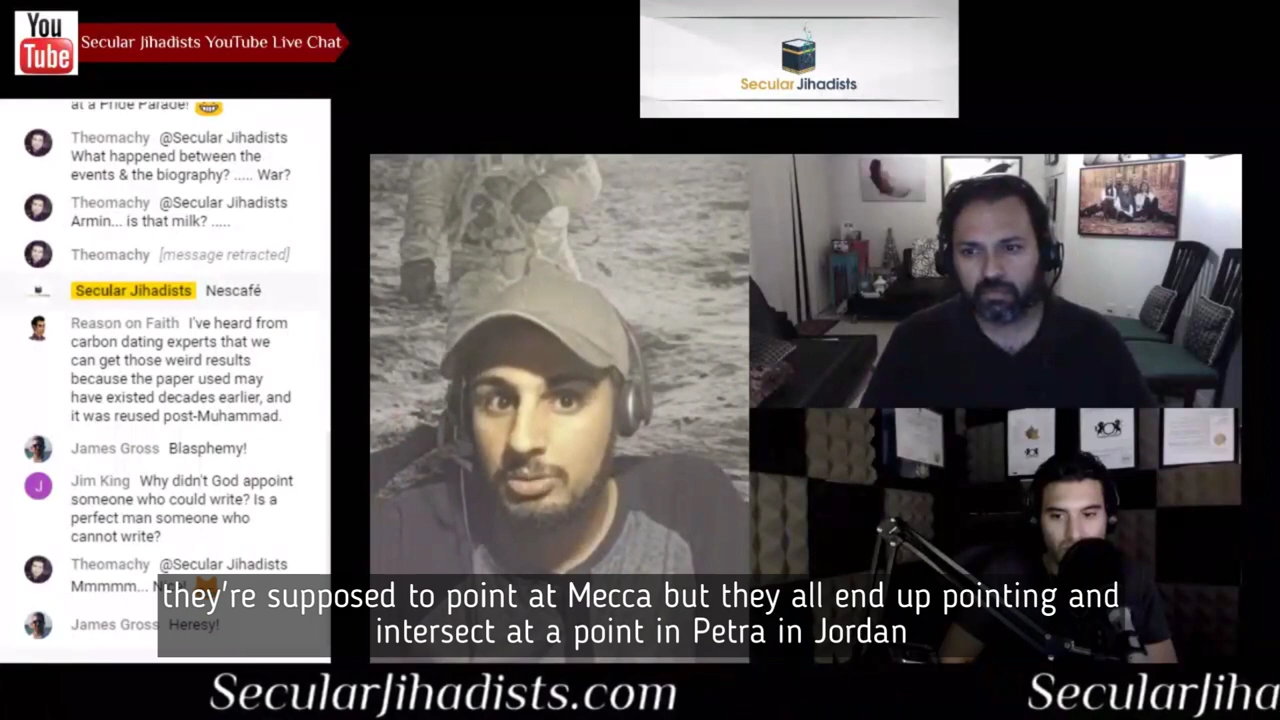 You
Tube
Secular Jihadists YouTube Live Chat
Secular Jihadists
at a Pride Parade!
Theomachy @Secular Jihadists
What happened between the
events & the biography? ..... War?
Theomachy @Secular Jihadists
Armin... is that milk? .....
Theomachy [message retracted]
Secular Jihadists Nescafé
Reason on Faith I've heard from
carbon dating experts that we
can get those weird results
because the paper used may
have existed decades earlier, and
it was reused post-Muhammad.
James Gross Blasphemy!
J
Jim King Why didn't God appoint
someone who could write? Is a
perfect man someone who
cannot write?
Theomachy @Secular Jihadists
Mmmmm...
James Gross Heresy!
they're supposed to point at Mecca but they all end up pointing and
intersect at a point in Petra in Jordan
SecularJihadists.com
SecularJiha